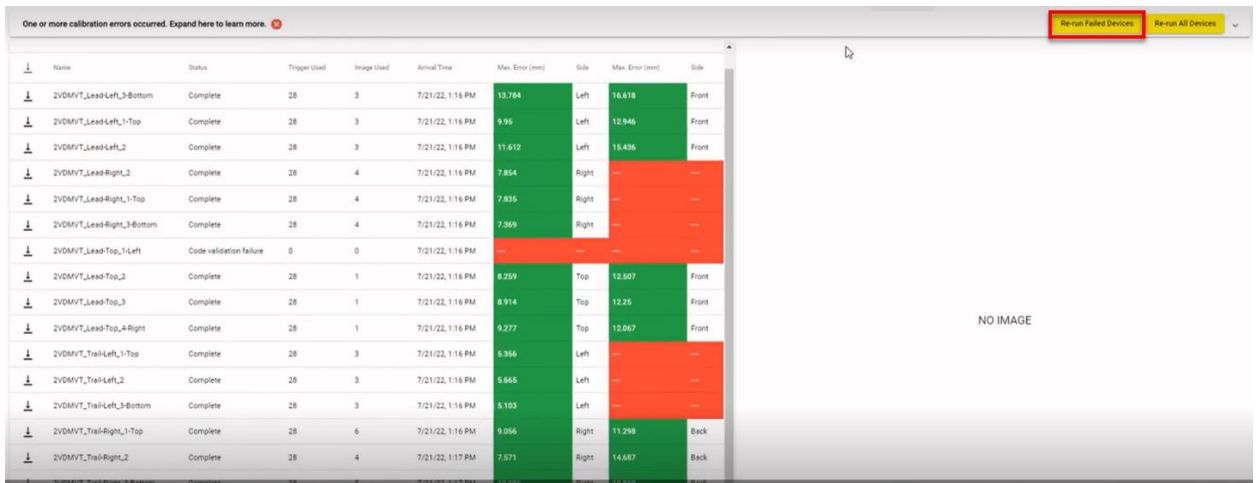 One or more calibration errors occurred. Expand here to learn more. Re-run Failed Devices Re-run All Devices
Name Status Trigger Used Image Used Arrival Time Max. Error (mm) Side Max. Error (mm) Side
2VDMVT_Lead-Left_3-Bottom Complete 28 3 7/21/22, 1:16 PM 13.784 Left 16.618 Front
2VDMVT_Lead-Left_1-Top Complete 28 3 7/21/22, 1:16 PM 9.95 Left 12.946 Front
2VDMVT_Lead-Left_2 Complete 28 3 7/21/22, 1:16 PM 11.612 Left 15.436 Front
2VDMVT_Lead-Right_2 Complete 28 4 7/21/22, 1:16 PM 7.854 Right — —
2VDMVT_Lead-Right_1-Top Complete 28 4 7/21/22, 1:16 PM 7.835 Right — —
2VDMVT_Lead-Right_3-Bottom Complete 28 4 7/21/22, 1:16 PM 7.369 Right — —
2VDMVT_Lead-Top_1-Left Code validation failure 0 0 7/21/22, 1:16 PM — — — —
2VDMVT_Lead-Top_2 Complete 28 1 7/21/22, 1:16 PM 8.259 Top 12.507 Front
2VDMVT_Lead-Top_3 Complete 28 1 7/21/22, 1:16 PM 8.914 Top 12.25 Front
2VDMVT_Lead-Top_4-Right Complete 28 1 7/21/22, 1:16 PM 9.277 Top 12.067 Front
NO IMAGE
2VDMVT_Trail-Left_1-Top Complete 28 3 7/21/22, 1:16 PM 5.356 Left — —
2VDMVT_Trail-Left_2 Complete 28 3 7/21/22, 1:16 PM 5.665 Left — —
2VDMVT_Trail-Left_3-Bottom Complete 28 3 7/21/22, 1:16 PM 5.103 Left — —
2VDMVT_Trail-Right_1-Top Complete 28 6 7/21/22, 1:16 PM 9.056 Right 11.298 Back
2VDMVT_Trail-Right_2 Complete 28 4 7/21/22, 1:17 PM 7.571 Right 14.687 Back